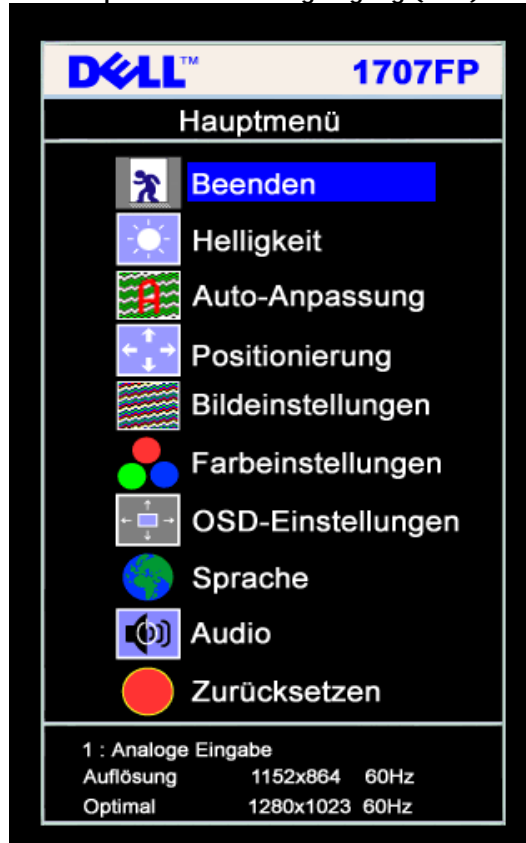 DELL™ 1707FP
Hauptmenü
Beenden
Helligkeit
Auto-Anpassung
Positionierung
Bildeinstellungen
Farbeinstellungen
OSD-Einstellungen
Sprache
Audio
Zurücksetzen
1 : Analoge Eingabe
Auflösung 1152x864 60Hz
Optimal 1280x1023 60Hz